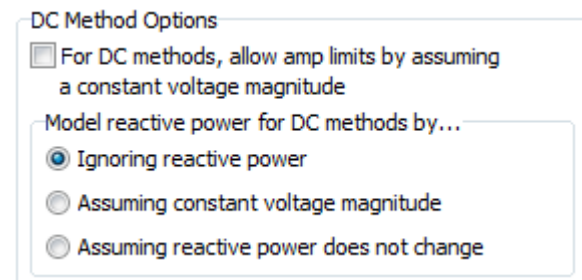 DC Method Options
For DC methods, allow amp limits by assuming
a constant voltage magnitude
Model reactive power for DC methods by...
Ignoring reactive power
Assuming constant voltage magnitude
Assuming reactive power does not change